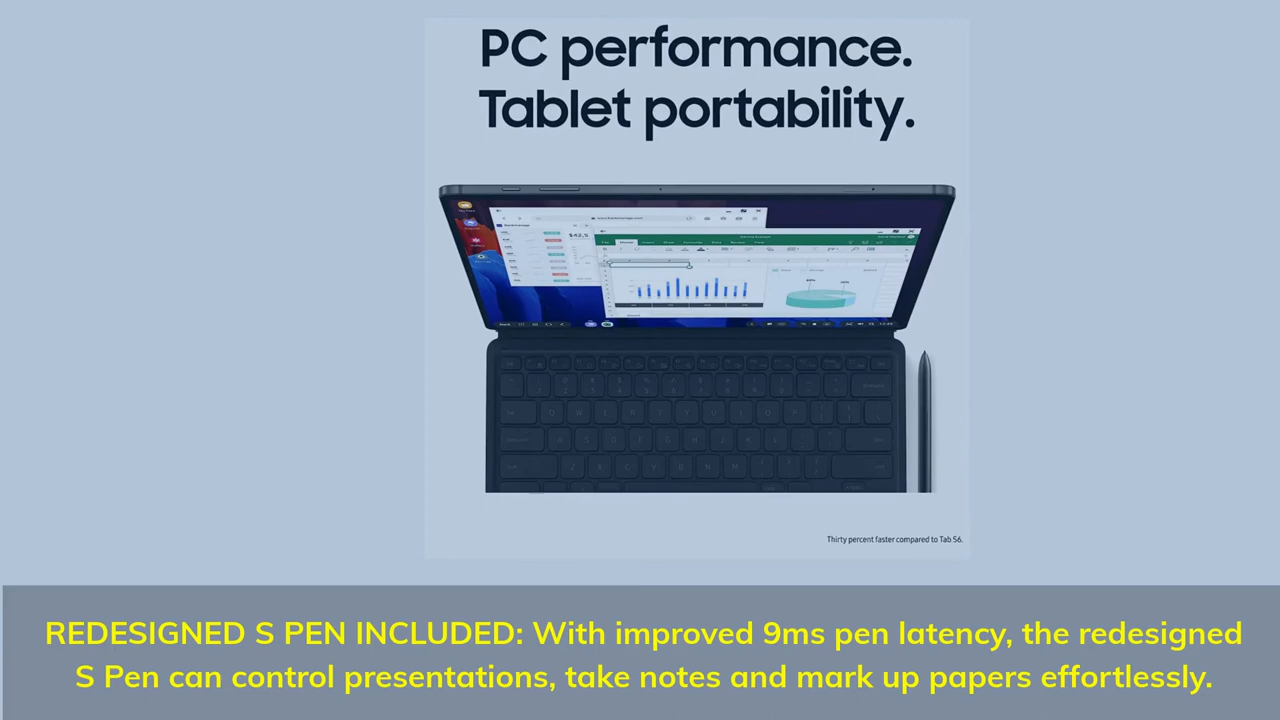 PC performance.
Tablet portability.
Thirty percent faster compared to Tab S6.
REDESIGNED S PEN INCLUDED: With improved 9ms pen latency, the redesigned
S Pen can control presentations, take notes and mark up papers effortlessly.